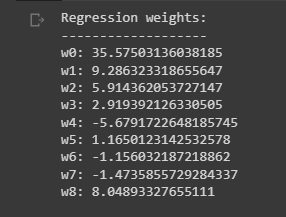 Regression weights:
-------------------
w0: 35.57503136038185
w1: 9.286323318655647
w2: 5.914362053727147
w3: 2.919392126330505
w4: -5.6791722648185745
w5: 1.1650123142532578
w6: -1.156032187218862
w7: -1.4735855729284337
w8: 8.04893327655111